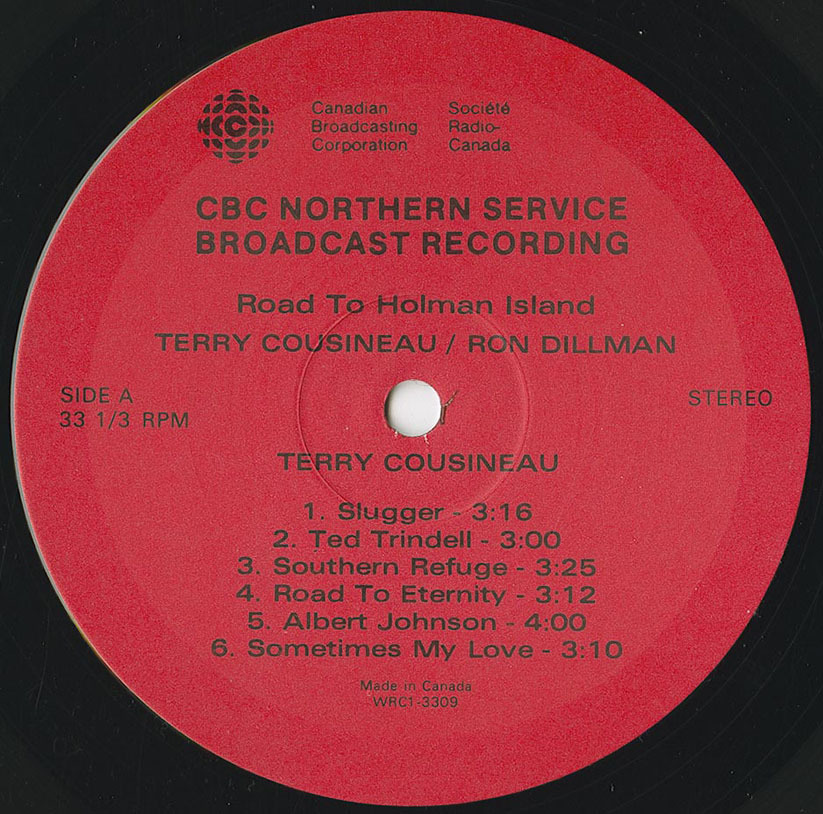 Canadian Broadcasting Corporation
Société Radio-Canada
CBC NORTHERN SERVICE
BROADCAST RECORDING
Road To Holman Island
TERRY COUSINEAU / RON DILLMAN
SIDE A
33 1/3 RPM
STEREO
TERRY COUSINEAU
1. Slugger - 3:16
2. Ted Trindell - 3:00
3. Southern Refuge - 3:25
4. Road To Eternity - 3:12
5. Albert Johnson - 4:00
6. Sometimes My Love - 3:10
Made in Canada
WRC1-3309